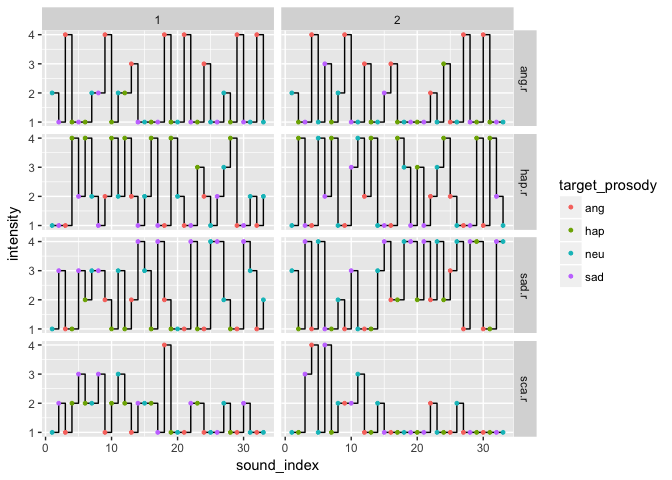 1 2
4
3
2
1
ang.r
4
3
2
1
hap.r
4
3
2
1
sad.r
4
3
2
1
sca.r
0 10 20 30 0 10 20 30
sound_index
intensity
target_prosody
ang
hap
neu
sad